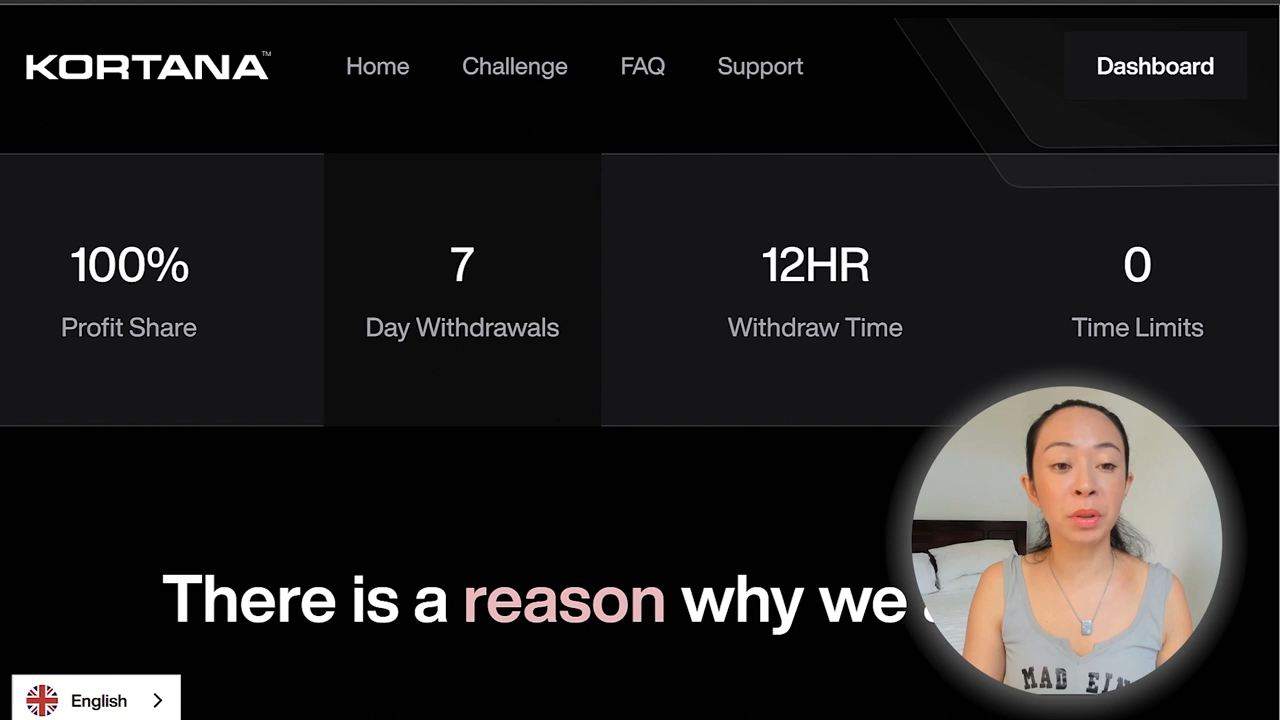 KORTANA™
Home
Challenge
FAQ
Support
Dashboard
100%
Profit Share
7
Day Withdrawals
12HR
Withdraw Time
0
Time Limits
There is a reason why we
MAD
English